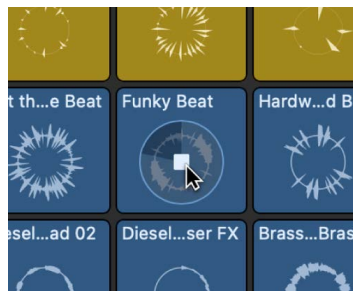 t th...e Beat
Funky Beat
Hardw...d B
esel...ad 02
Diesel...ser FX
Brass...Bras